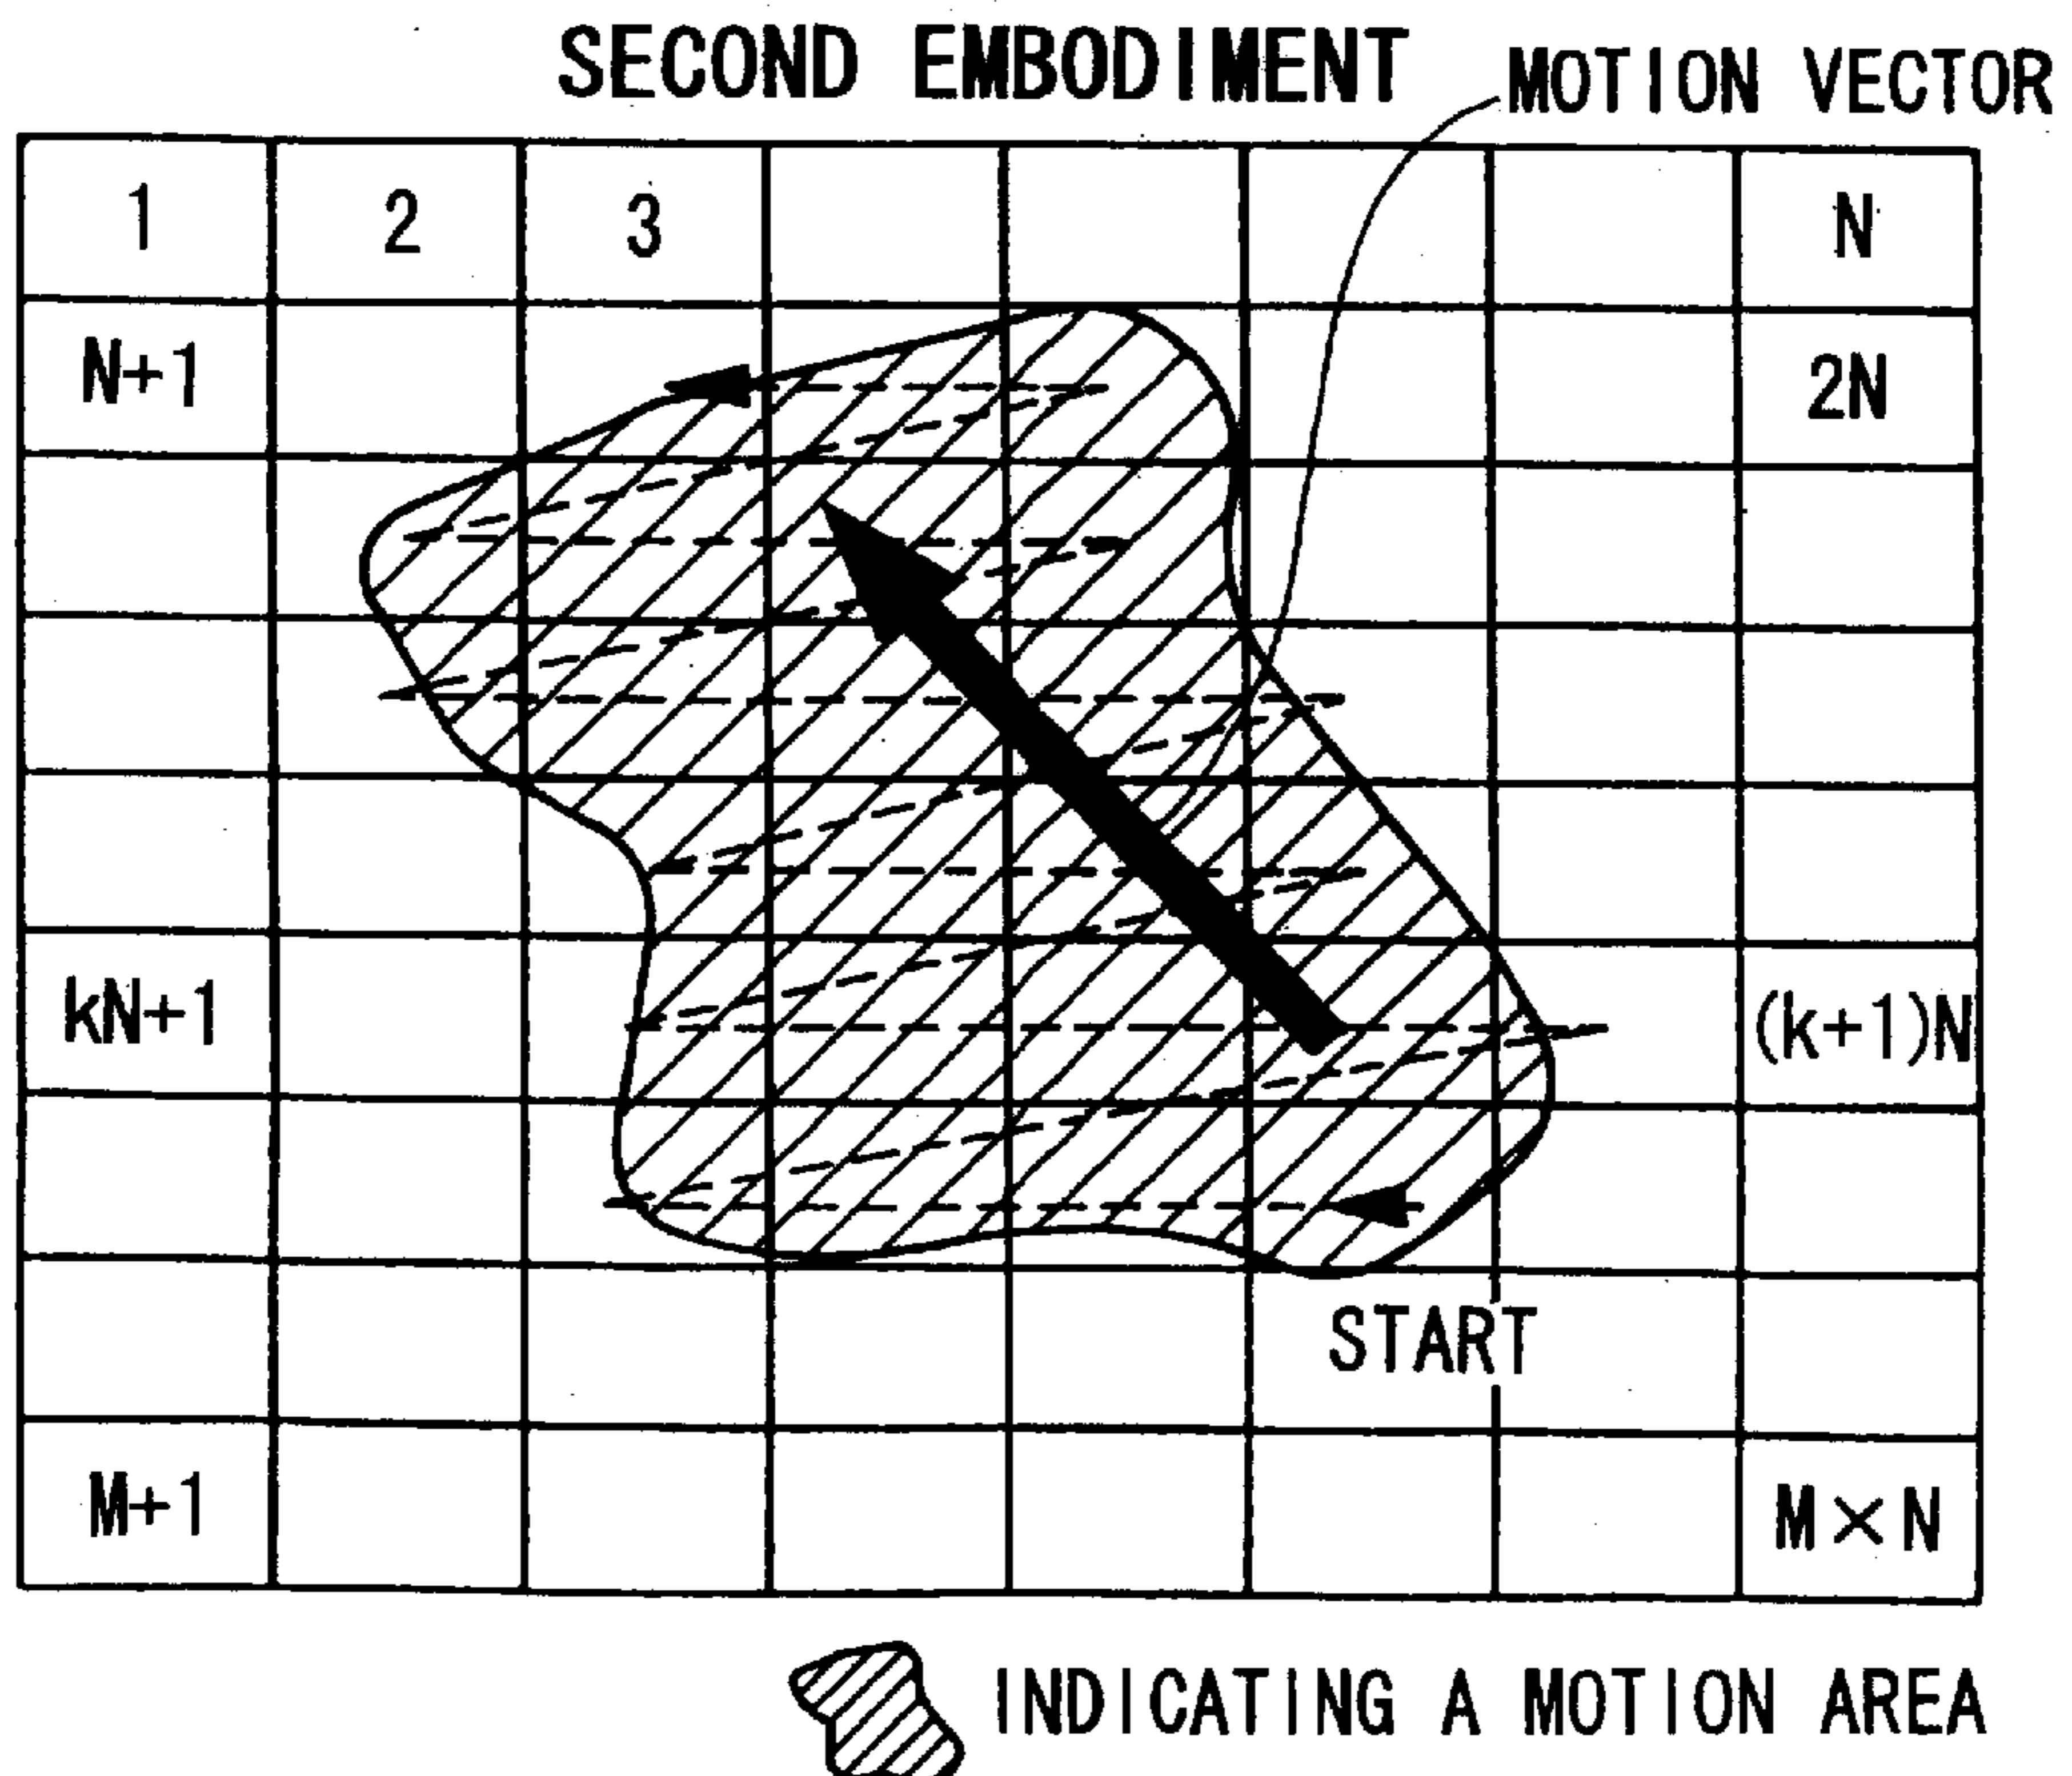 SECOND EMBODIMENT
MOTION VECTOR
1 2 3 N
N+1 2N
kN+1 (k+1)N
START
M+1 M×N
INDICATING A MOTION AREA